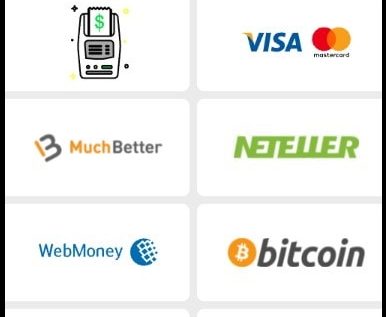 $
VISA
mastercard
MuchBetter
NETELLER
WebMoney
bitcoin